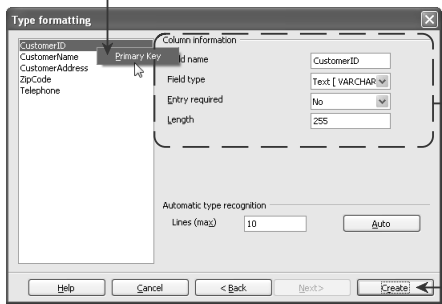 Type formatting
CustomerID
CustomerName
CustomerAddress
ZipCode
Telephone
Primary Key
Column information
d name
CustomerID
Field type
Text [ VARCHAR
Entry required
No
Length
255
Automatic type recognition
Lines (max)
10
Auto
Help
Cancel
< Back
Next >
Create